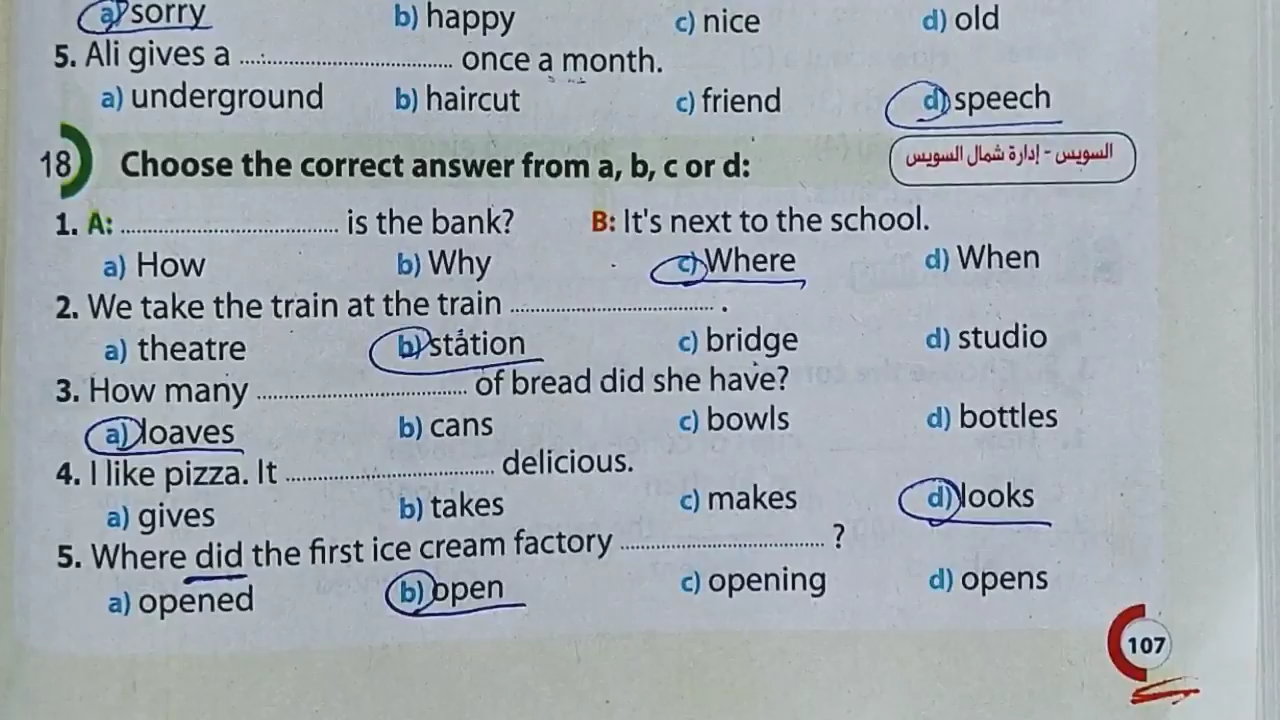 a) sorry b) happy c) nice d) old
5. Ali gives a .................................... once a month.
a) underground b) haircut c) friend d) speech
18 Choose the correct answer from a, b, c or d: السويس - إدارة شمال السويس
1. A: .................................... is the bank? B: It's next to the school.
a) How b) Why c) Where d) When
2. We take the train at the train .................................... .
a) theatre b) station c) bridge d) studio
3. How many .................................... of bread did she have?
a) loaves b) cans c) bowls d) bottles
4. I like pizza. It .................................... delicious.
a) gives b) takes c) makes d) looks
5. Where did the first ice cream factory .................................... ?
a) opened b) open c) opening d) opens
107